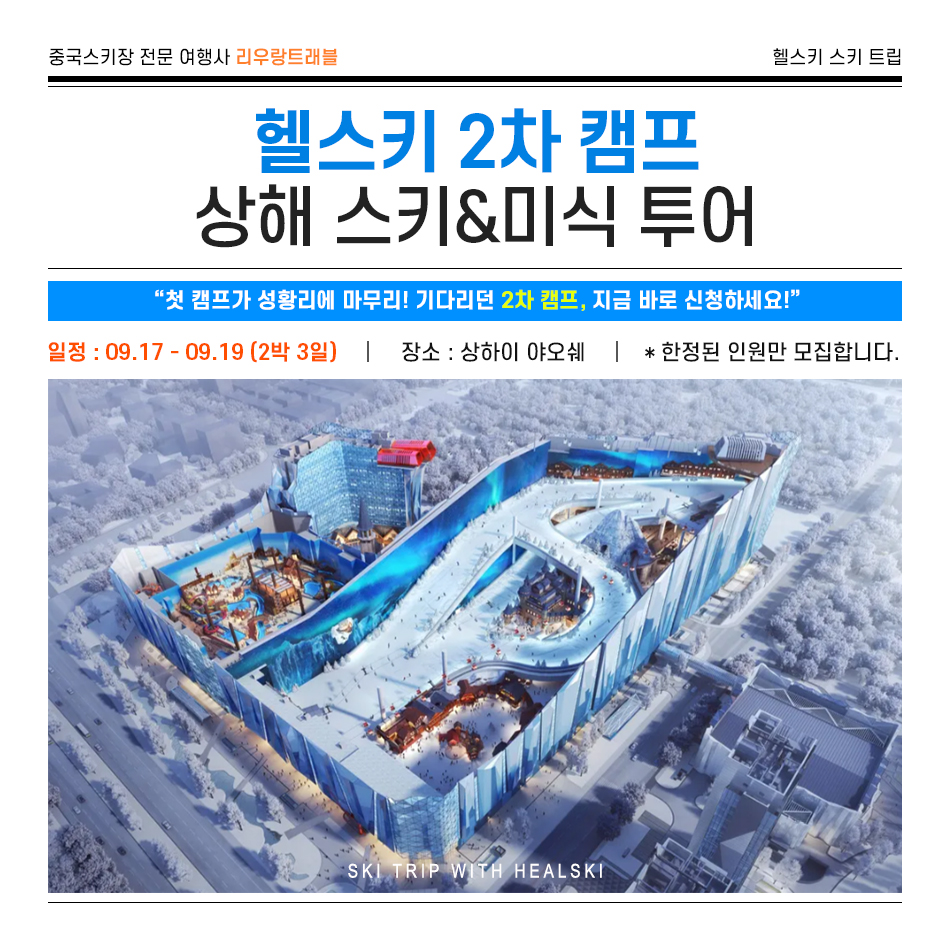 중국스키장 전문 여행사 리우랑트래블
헬스키 스키 트립
헬스키 2차 캠프
상해 스키&미식 투어
“첫 캠프가 성황리에 마무리! 기다리던 2차 캠프, 지금 바로 신청하세요!”
일정 : 09.17 - 09.19 (2박 3일) | 장소 : 상하이 야오쉐 | * 한정된 인원만 모집합니다.
SKI TRIP WITH HEALSKI